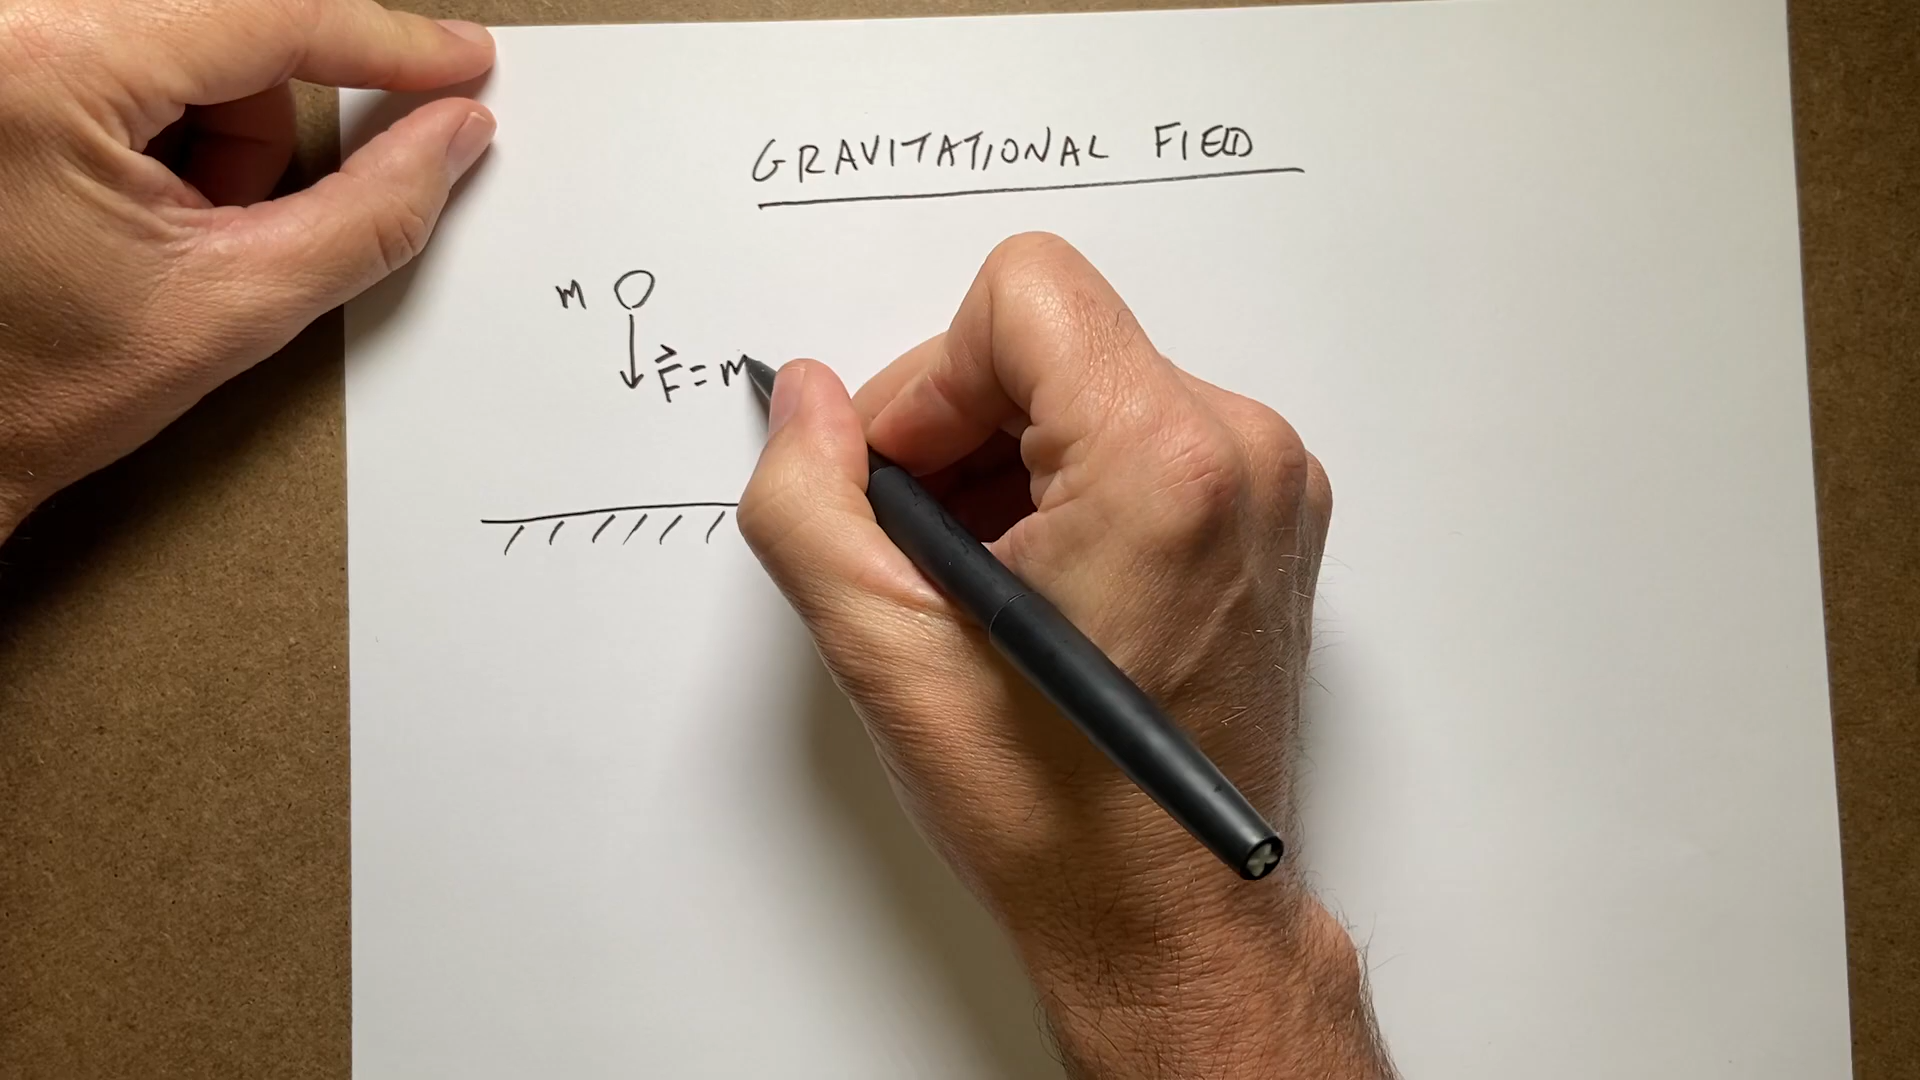 GRAVITATIONAL FIELD
m
F⃗ = m